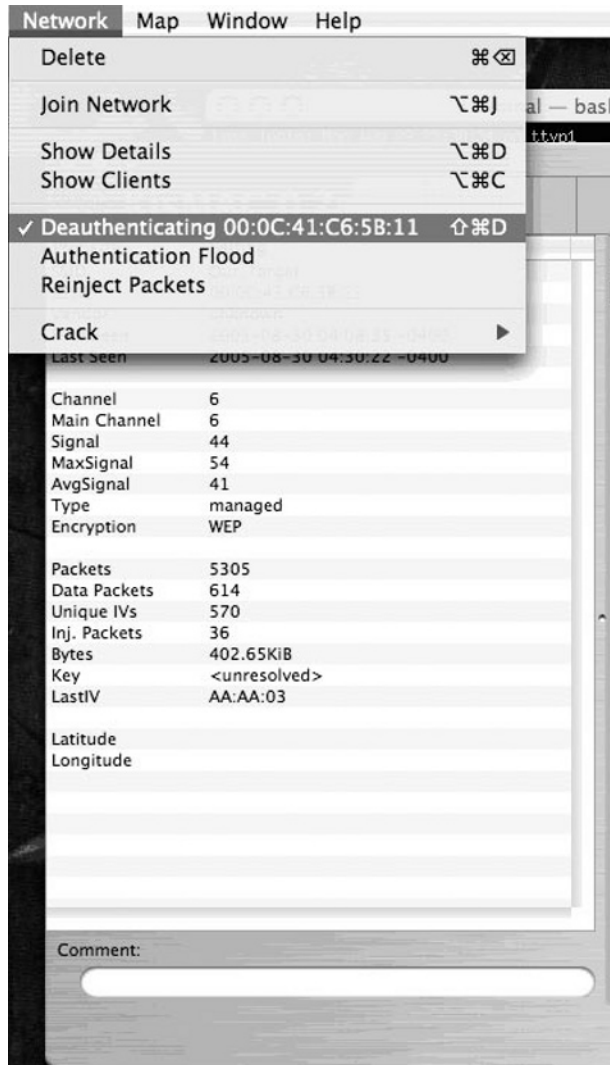 Network Map Window Help
Delete ⌘⌫
Join Network ⌥⌘J
Show Details ⌥⌘D
Show Clients ⌥⌘C
✓ Deauthenticating 00:0C:41:C6:5B:11 ⇧⌘D
Authentication Flood
Reinject Packets
Crack ▶
al — bas
ttyp1
Last Seen 2005-08-30 04:30:22 -0400
Channel 6
Main Channel 6
Signal 44
MaxSignal 54
AvgSignal 41
Type managed
Encryption WEP
Packets 5305
Data Packets 614
Unique IVs 570
Inj. Packets 36
Bytes 402.65KiB
Key <unresolved>
LastIV AA:AA:03
Latitude
Longitude
Comment: